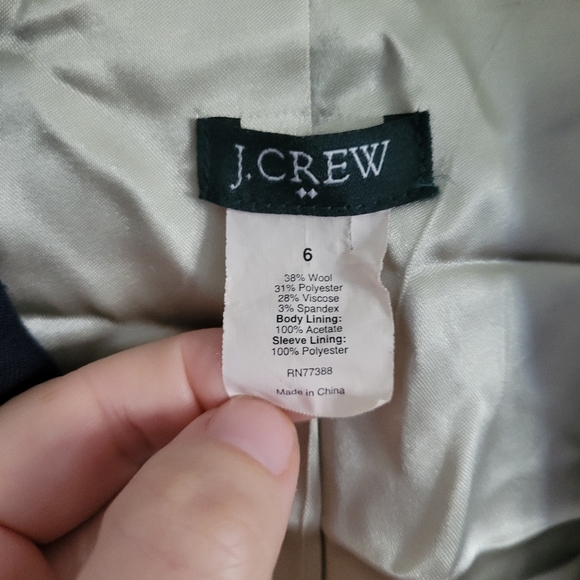 J.CREW
6
38% Wool
31% Polyester
28% Viscose
3% Spandex
Body Lining:
100% Acetate
Sleeve Lining:
100% Polyester
RN77388
Made in China